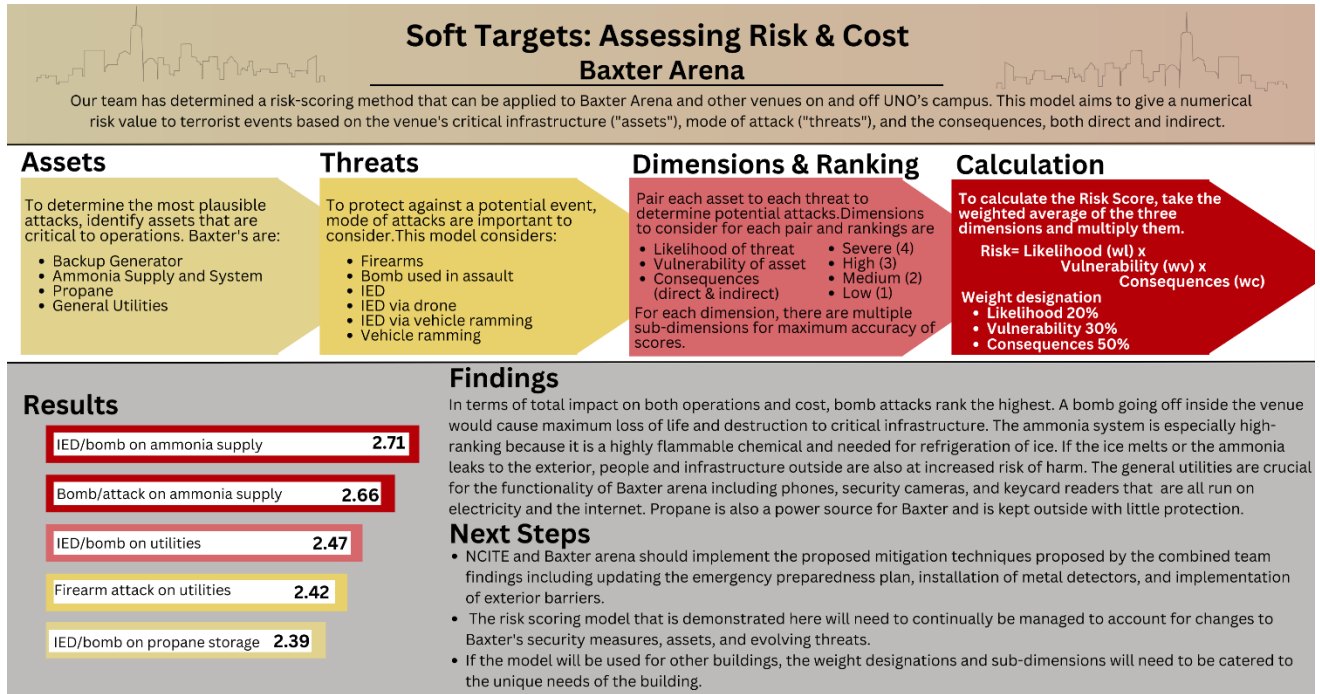 Soft Targets: Assessing Risk & Cost
Baxter Arena
Our team has determined a risk-scoring method that can be applied to Baxter Arena and other venues on and off UNO's campus. This model aims to give a numerical
risk value to terrorist events based on the venue's critical infrastructure ("assets"), mode of attack ("threats"), and the consequences, both direct and indirect.
Assets
To determine the most plausible
attacks, identify assets that are
critical to operations. Baxter's are:
• Backup Generator
• Ammonia Supply and System
• Propane
• General Utilities
Threats
To protect against a potential event,
mode of attacks are important to
consider.This model considers:
• Firearms
• Bomb used in assault
• IED
• IED via drone
• IED via vehicle ramming
• Vehicle ramming
Dimensions & Ranking
Pair each asset to each threat to
determine potential attacks.Dimensions
to consider for each pair and rankings are
• Likelihood of threat
• Vulnerability of asset
• Consequences
(direct & indirect)
• Severe (4)
• High (3)
• Medium (2)
• Low (1)
For each dimension, there are multiple
sub-dimensions for maximum accuracy of
scores.
Calculation
To calculate the Risk Score, take the
weighted average of the three
dimensions and multiply them.
Risk= Likelihood (wl) x
Vulnerability (wv) x
Consequences (wc)
Weight designation
• Likelihood 20%
• Vulnerability 30%
• Consequences 50%
Results
IED/bomb on ammonia supply 2.71
Bomb/attack on ammonia supply 2.66
IED/bomb on utilities 2.47
Firearm attack on utilities 2.42
IED/bomb on propane storage 2.39
Findings
In terms of total impact on both operations and cost, bomb attacks rank the highest. A bomb going off inside the venue
would cause maximum loss of life and destruction to critical infrastructure. The ammonia system is especially high-
ranking because it is a highly flammable chemical and needed for refrigeration of ice. If the ice melts or the ammonia
leaks to the exterior, people and infrastructure outside are also at increased risk of harm. The general utilities are crucial
for the functionality of Baxter arena including phones, security cameras, and keycard readers that are all run on
electricity and the internet. Propane is also a power source for Baxter and is kept outside with little protection.
Next Steps
• NCITE and Baxter arena should implement the proposed mitigation techniques proposed by the combined team
findings including updating the emergency preparedness plan, installation of metal detectors, and implementation
of exterior barriers.
• The risk scoring model that is demonstrated here will need to continually be managed to account for changes to
Baxter's security measures, assets, and evolving threats.
• If the model will be used for other buildings, the weight designations and sub-dimensions will need to be catered to
the unique needs of the building.